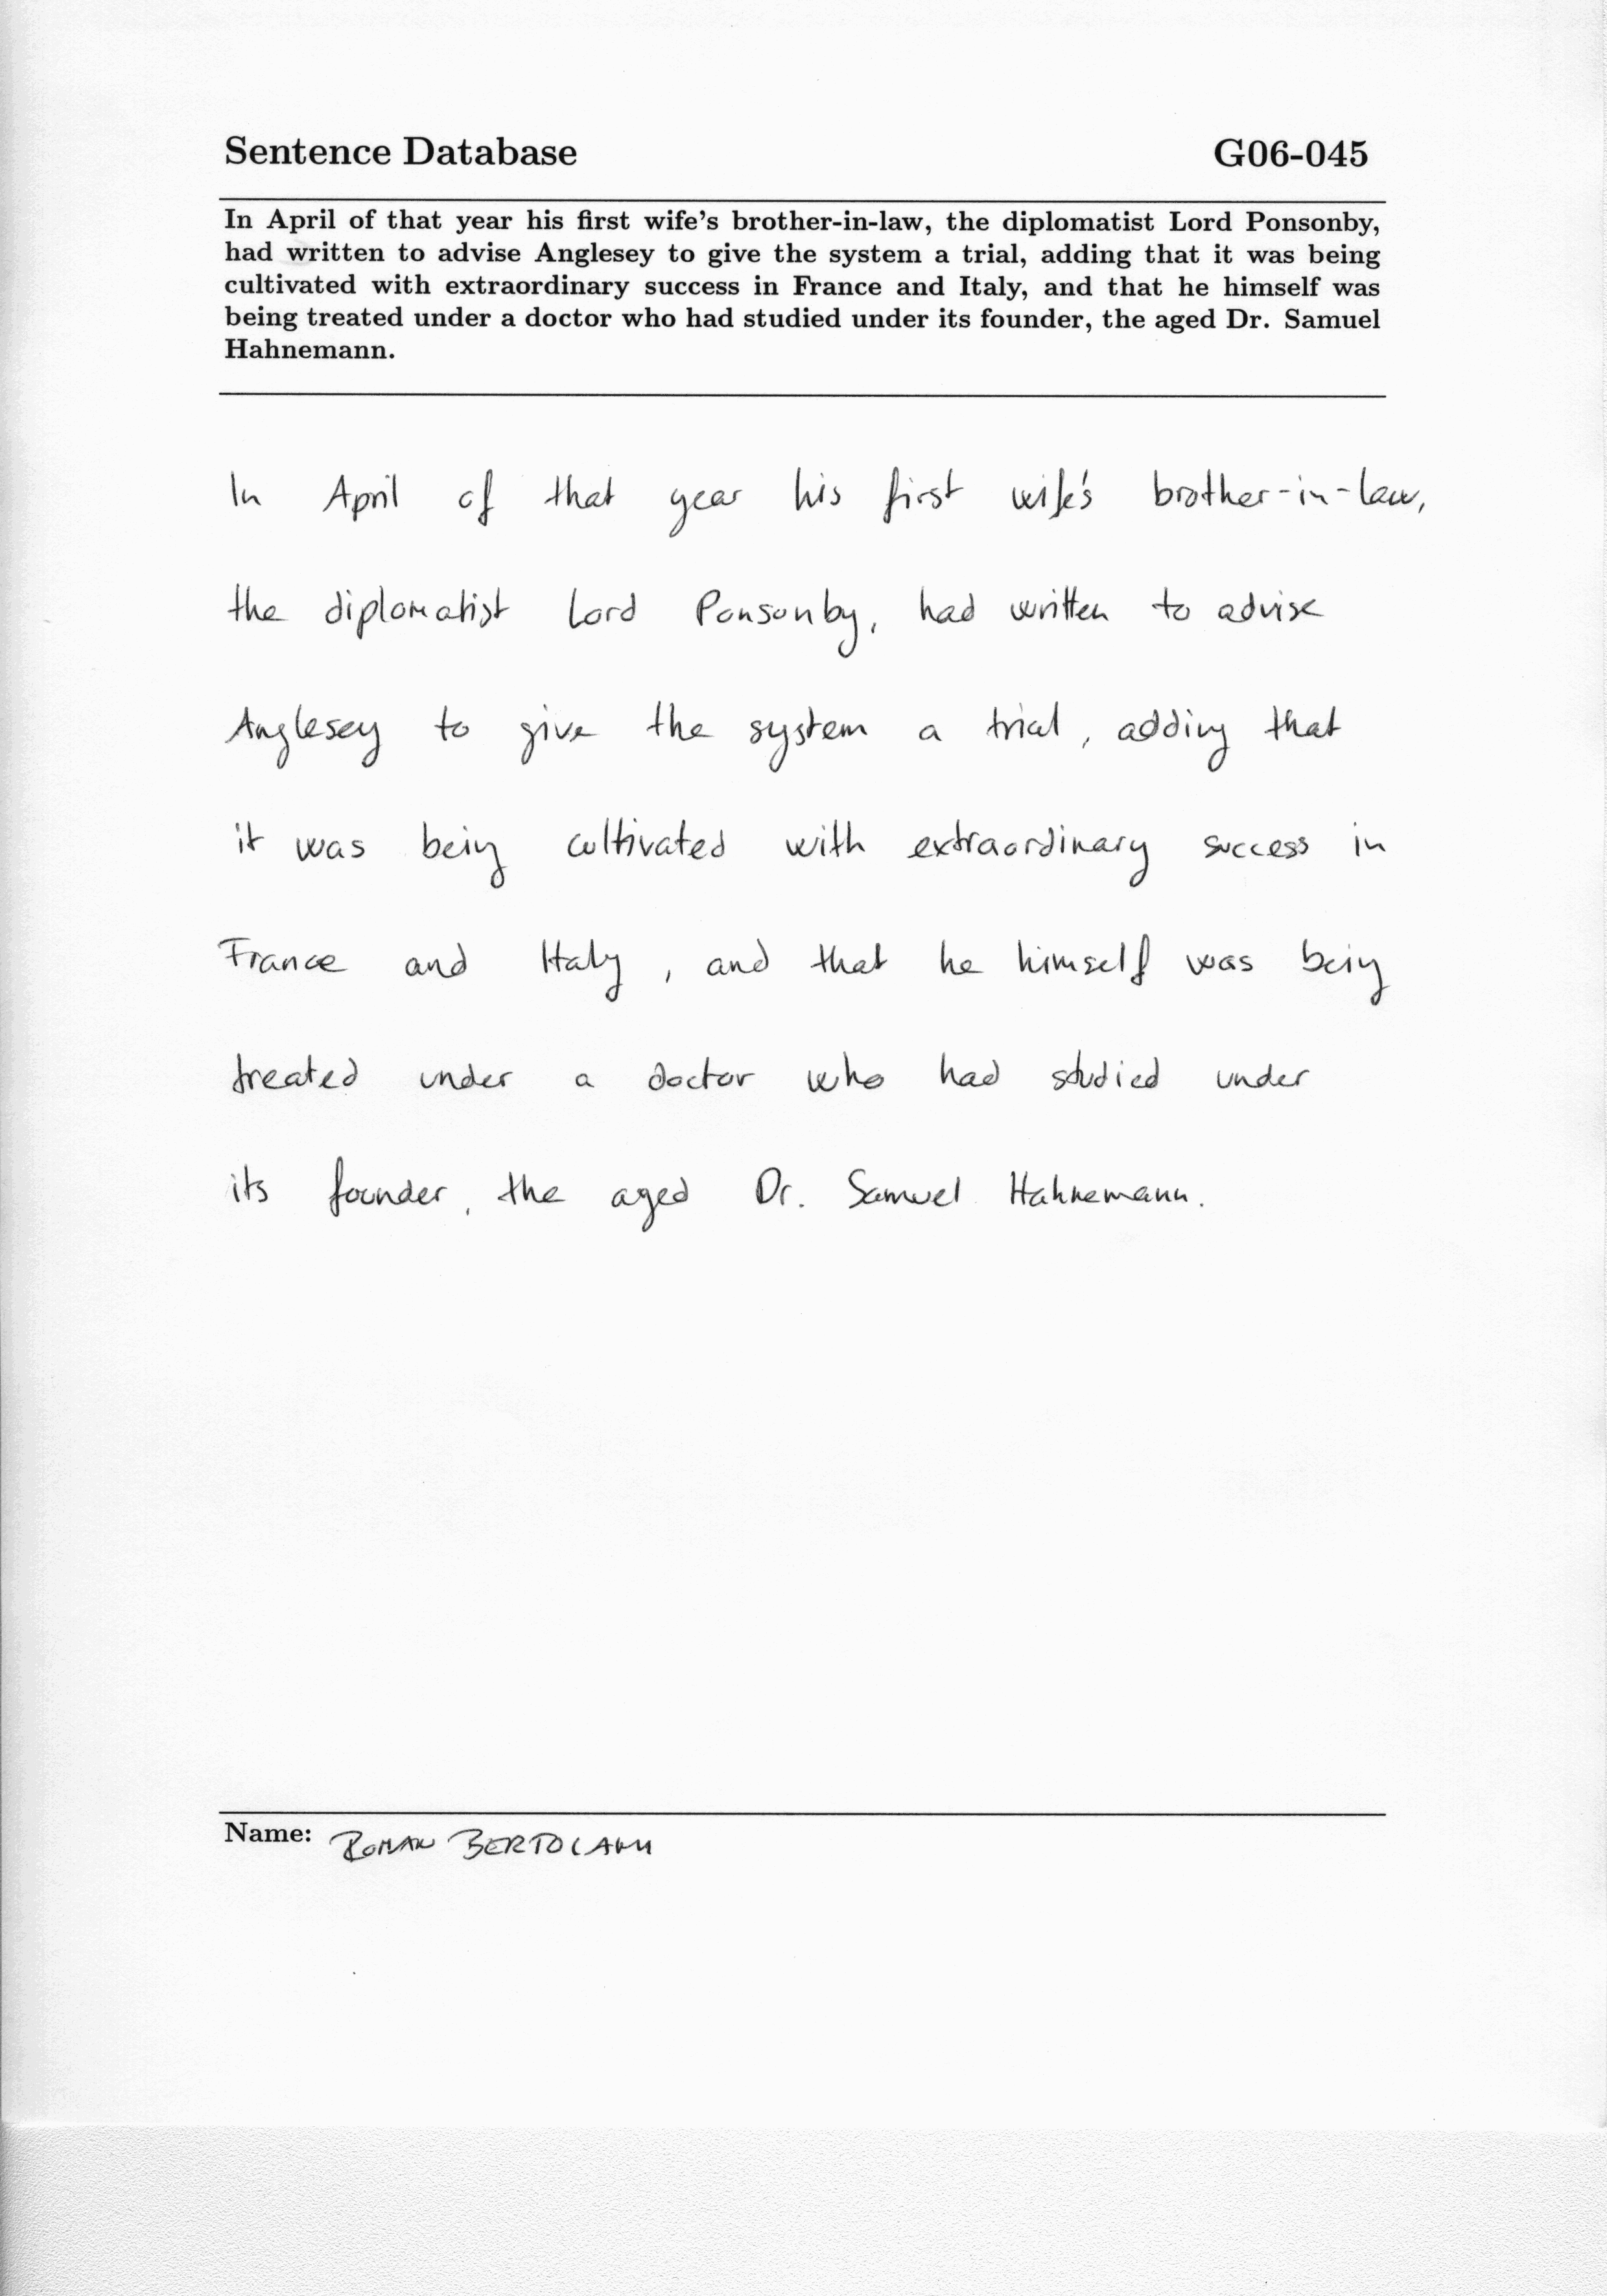 Sentence Database G06-045
In April of that year his first wife's brother-in-law, the diplomatist Lord Ponsonby,
had written to advise Anglesey to give the system a trial, adding that it was being
cultivated with extraordinary success in France and Italy, and that he himself was
being treated under a doctor who had studied under its founder, the aged Dr. Samuel
Hahnemann.
In April of that year his first wife's brother-in-law,
the diplomatist Lord Ponsonby, had written to advise
Anglesey to give the system a trial, adding that
it was being cultivated with extraordinary success in
France and Italy, and that he himself was being
treated under a doctor who had studied under
its founder, the aged Dr. Samuel Hahnemann.
Name: ROMAN BERTOLAMI